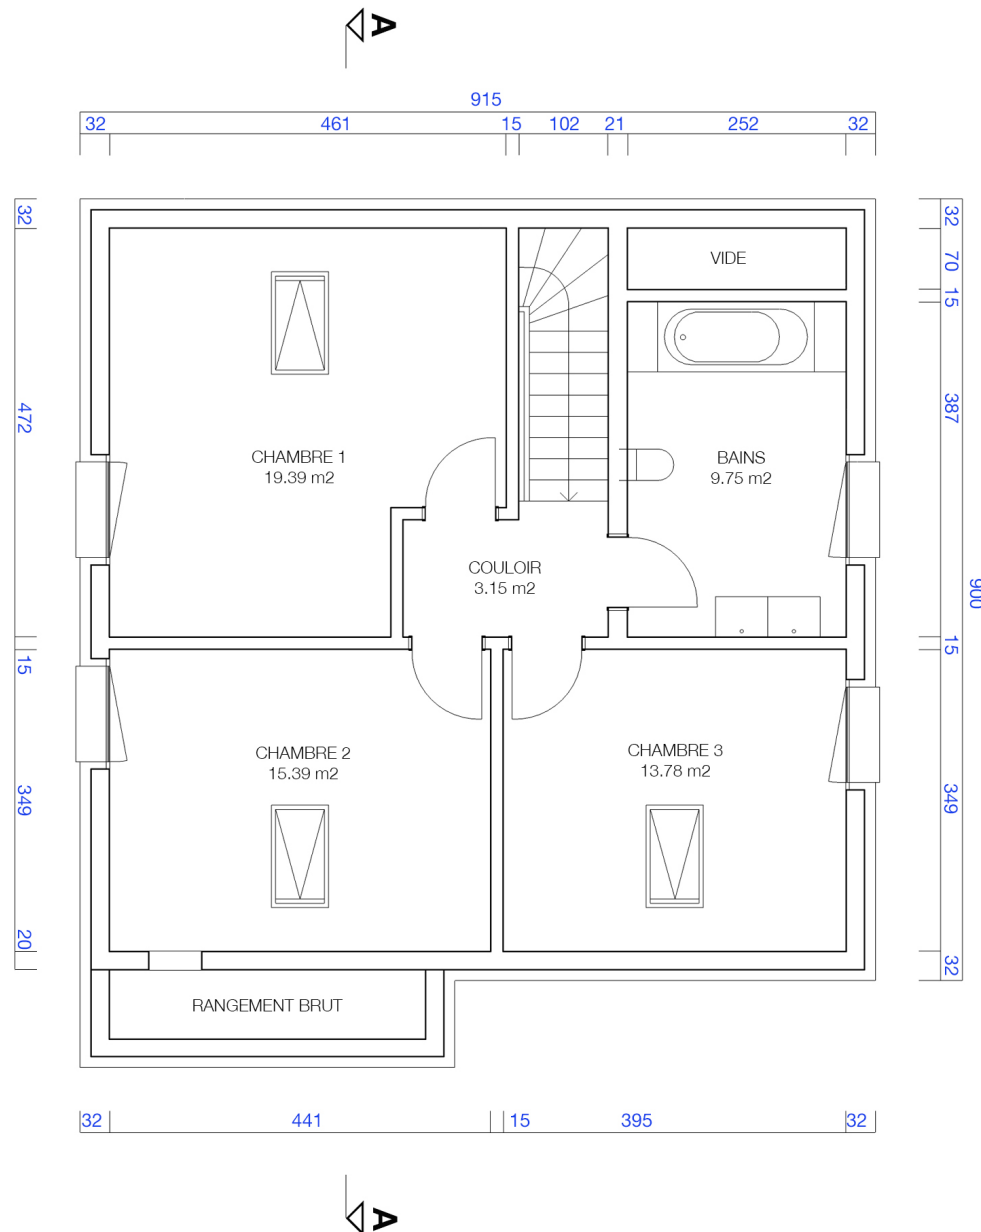 A
915
32
461
15
102
21
252
32
32
32
VIDE
70
15
472
387
CHAMBRE 1
19.39 m2
BAINS
9.75 m2
COULOIR
3.15 m2
900
15
15
CHAMBRE 2
15.39 m2
CHAMBRE 3
13.78 m2
349
349
20
32
RANGEMENT BRUT
32
441
15
395
32
A